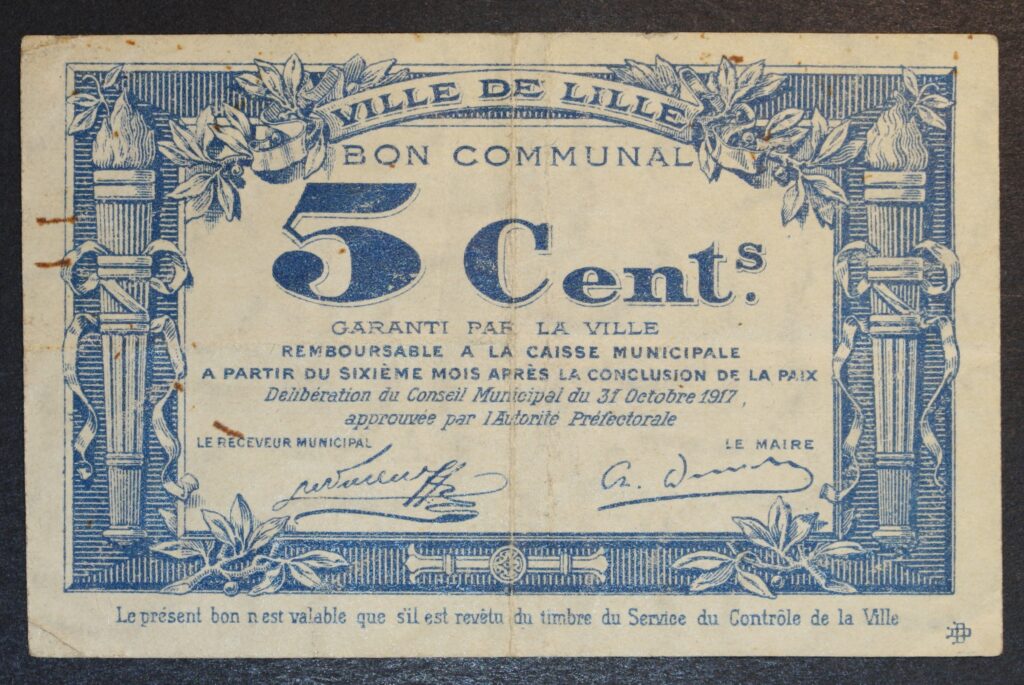 VILLE DE LILLE
BON COMMUNAL
5 Cent.s
GARANTI PAR LA VILLE
REMBOURSABLE A LA CAISSE MUNICIPALE
A PARTIR DU SIXIÈME MOIS APRÈS LA CONCLUSION DE LA PAIX
Delibération du Conseil Municipal du 31 Octobre 1917,
approuvée par l'Autorité Préfectorale
LE RECEVEUR MUNICIPAL LE MAIRE
Le présent bon n'est valable que s'il est revêtu du timbre du Service du Contrôle de la Ville